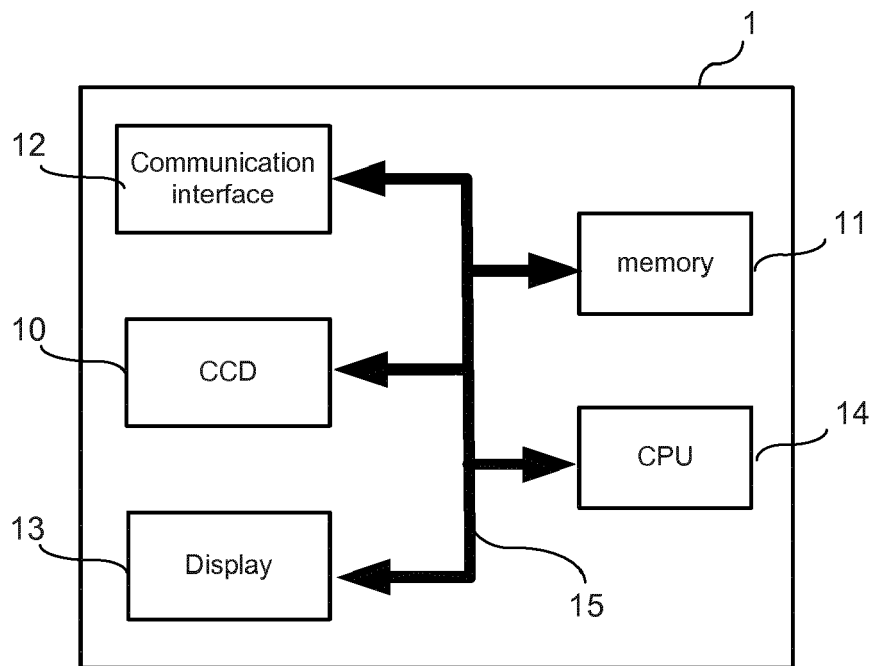 1
12
Communication
interface
11
memory
10
CCD
14
CPU
13
Display
15